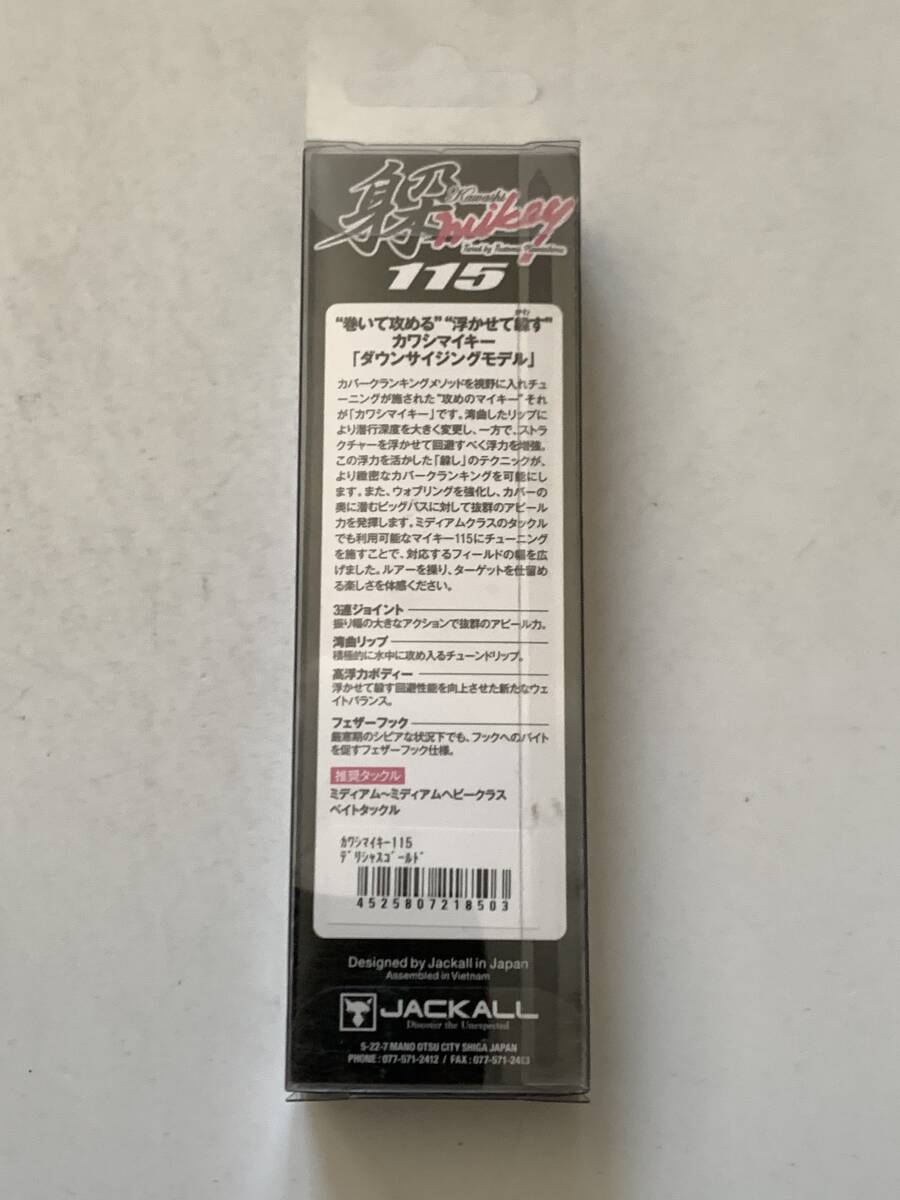 躱
Kawashi
mikey
115
かわ
"巻いて攻める" "浮かせて躱す"
カワシマイキー
「ダウンサイジングモデル」
カバークランキングメソッドを視野に入れチュ
ーニングが施された"攻めのマイキー"それ
が「カワシマイキー」です。湾曲したリップに
より潜行深度を大きく変更し、一方で、ストラ
クチャーを浮かせて回避すべく浮力を増強。
この浮力を活かした「躱し」のテクニックが、
より緻密なカバークランキングを可能にし
ます。また、ウォブリングを強化し、カバーの
奥に潜むビッグバスに対して抜群のアピール
力を発揮します。ミディアムクラスのタックル
でも利用可能なマイキー115にチューニング
を施すことで、対応するフィールドの幅を広
げました。ルアーを操り、ターゲットを仕留め
る楽しさを体感ください。
3連ジョイント
振り幅の大きなアクションで抜群のアピール力。
湾曲リップ
積極的に水中に攻め入るチューンドリップ。
高浮力ボディー
浮かせて躱す回避性能を向上させた新たなウェ
イトバランス。
フェザーフック
厳寒期のシビアな状況下でも、フックへのバイト
を促すフェザーフック仕様。
推奨タックル
ミディアム~ミディアムヘビークラス
ベイトタックル
ｶﾜｼﾏｲｷｰ115
ﾃﾞﾘｼｬｽｺﾞｰﾙﾄﾞ
4525807218503
Designed by Jackall in Japan
Assembled in Vietnam
JACKALL
Discover the Unexpected
5-22-7 MANO OTSU CITY SHIGA JAPAN
PHONE : 077-571-2412 / FAX : 077-571-2413